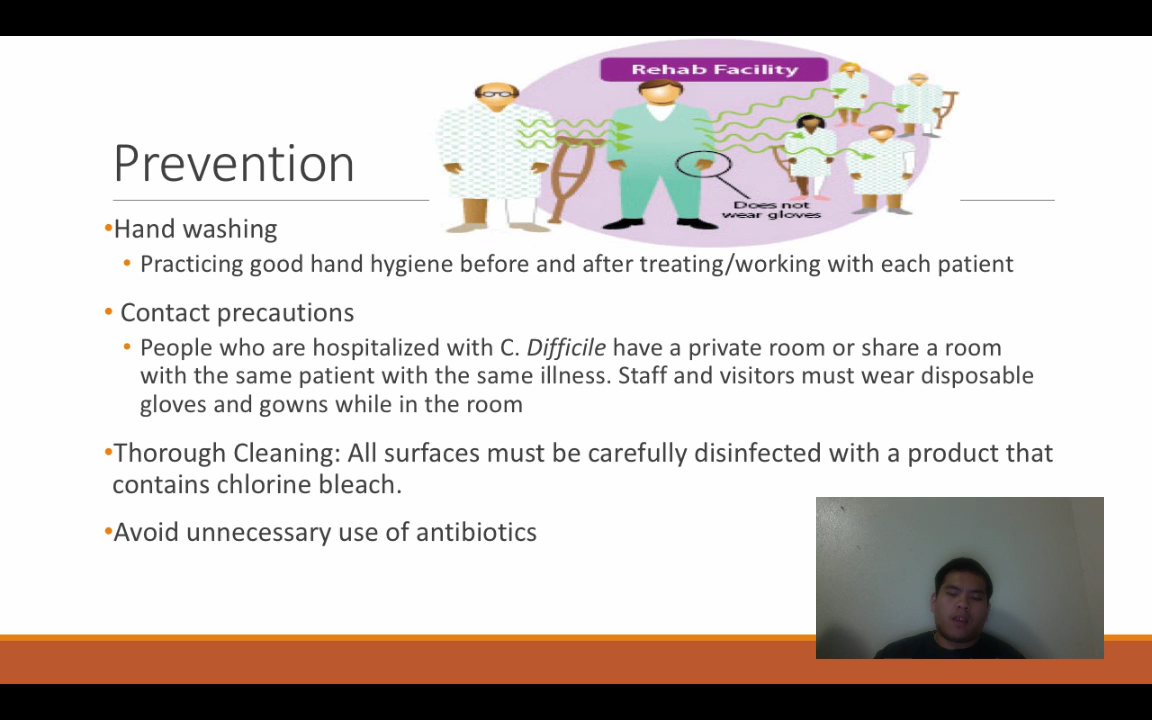 Rehab Facility
Does not
wear gloves
Prevention
•Hand washing
• Practicing good hand hygiene before and after treating/working with each patient
• Contact precautions
• People who are hospitalized with C. Difficile have a private room or share a room
with the same patient with the same illness. Staff and visitors must wear disposable
gloves and gowns while in the room
•Thorough Cleaning: All surfaces must be carefully disinfected with a product that
contains chlorine bleach.
•Avoid unnecessary use of antibiotics